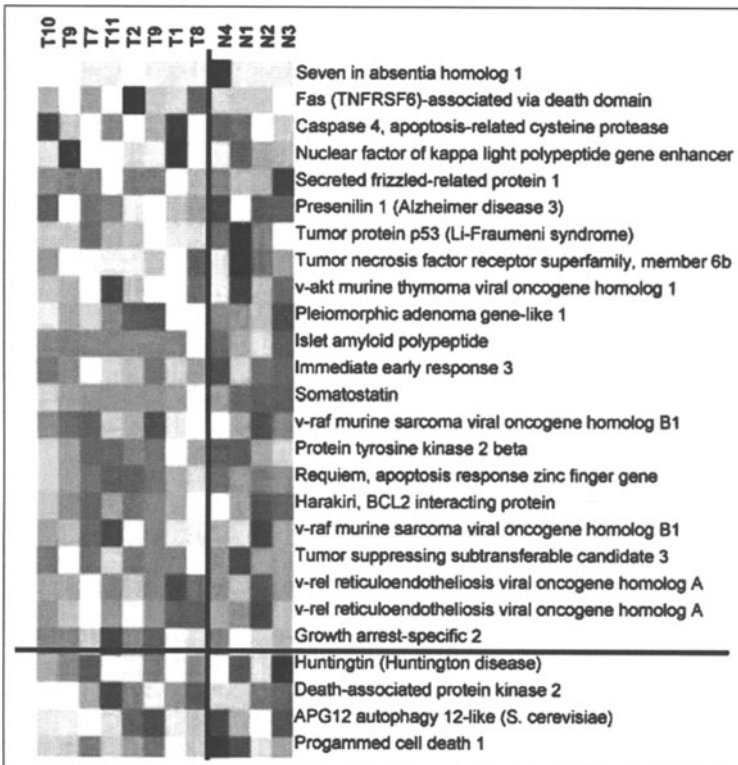 T10 T9 T7 T11 T2 T9 T1 T8 N4 N1 N2 N3
Seven in absentia homolog 1
Fas (TNFRSF6)-associated via death domain
Caspase 4, apoptosis-related cysteine protease
Nuclear factor of kappa light polypeptide gene enhancer
Secreted frizzled-related protein 1
Presenilin 1 (Alzheimer disease 3)
Tumor protein p53 (Li-Fraumeni syndrome)
Tumor necrosis factor receptor superfamily, member 6b
v-akt murine thymoma viral oncogene homolog 1
Pleiomorphic adenoma gene-like 1
Islet amyloid polypeptide
Immediate early response 3
Somatostatin
v-raf murine sarcoma viral oncogene homolog B1
Protein tyrosine kinase 2 beta
Requiem, apoptosis response zinc finger gene
Harakiri, BCL2 interacting protein
v-raf murine sarcoma viral oncogene homolog B1
Tumor suppressing subtransferable candidate 3
v-rel reticuloendotheliosis viral oncogene homolog A
v-rel reticuloendotheliosis viral oncogene homolog A
Growth arrest-specific 2
Huntingtin (Huntington disease)
Death-associated protein kinase 2
APG12 autophagy 12-like (S. cerevisiae)
Progammed cell death 1